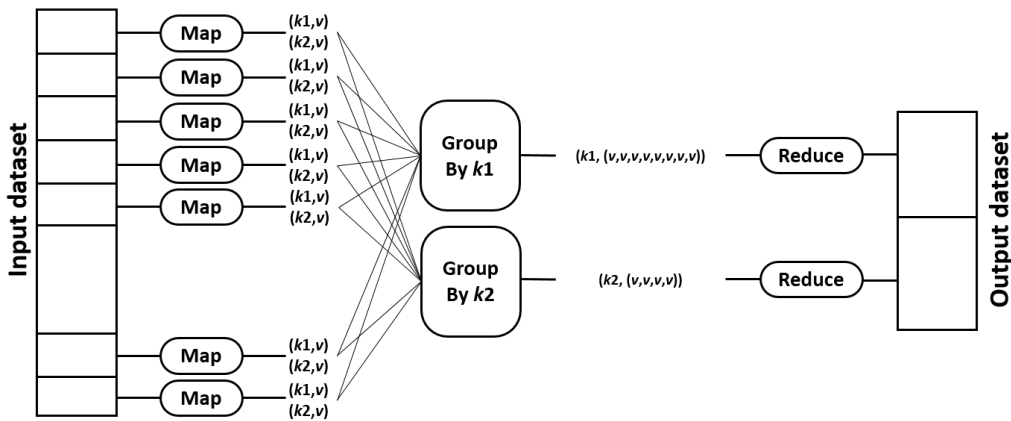 Input dataset
Map
(k1,v)
(k2,v)
Map
(k1,v)
(k2,v)
Map
(k1,v)
(k2,v)
Map
(k1,v)
(k2,v)
Map
(k1,v)
(k2,v)
Map
(k1,v)
(k2,v)
Map
(k1,v)
(k2,v)
Group
By k1
(k1, (v,v,v,v,v,v,v,v))
Reduce
Group
By k2
(k2, (v,v,v,v))
Reduce
Output dataset